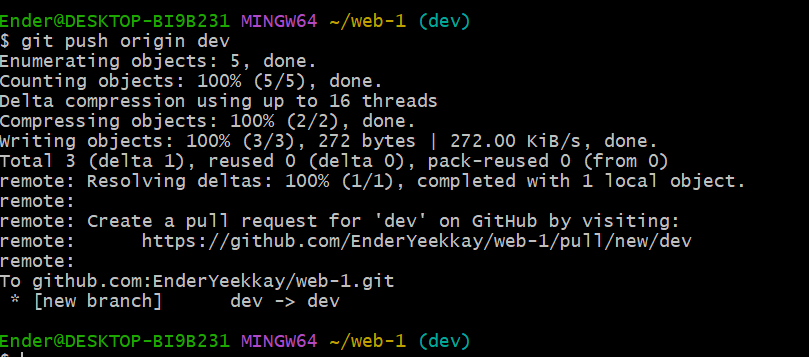 Ender@DESKTOP-BI9B231 MINGW64 ~/web-1 (dev)
$ git push origin dev
Enumerating objects: 5, done.
Counting objects: 100% (5/5), done.
Delta compression using up to 16 threads
Compressing objects: 100% (2/2), done.
Writing objects: 100% (3/3), 272 bytes | 272.00 KiB/s, done.
Total 3 (delta 1), reused 0 (delta 0), pack-reused 0 (from 0)
remote: Resolving deltas: 100% (1/1), completed with 1 local object.
remote:
remote: Create a pull request for 'dev' on GitHub by visiting:
remote:      https://github.com/EnderYeekkay/web-1/pull/new/dev
remote:
To github.com:EnderYeekkay/web-1.git
 * [new branch]      dev -> dev
Ender@DESKTOP-BI9B231 MINGW64 ~/web-1 (dev)
$